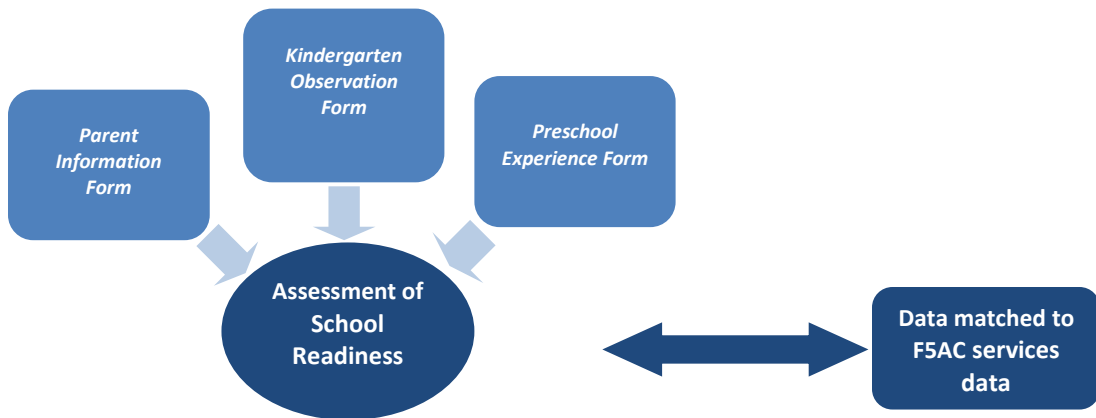 Kindergarten
Observation
Form
Parent
Information
Form
Preschool
Experience Form
Assessment of
School
Readiness
Data matched to
F5AC services
data